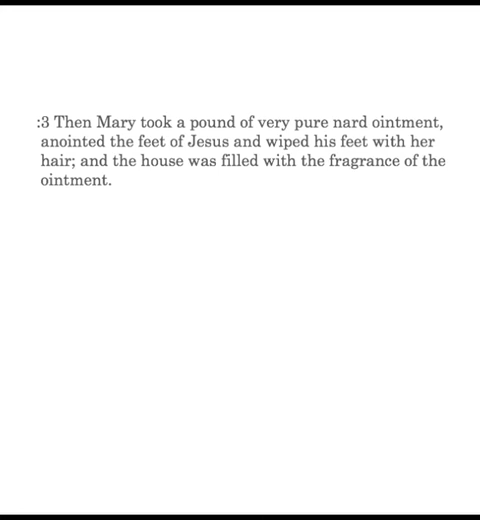 :3 Then Mary took a pound of very pure nard ointment,
anointed the feet of Jesus and wiped his feet with her
hair; and the house was filled with the fragrance of the
ointment.